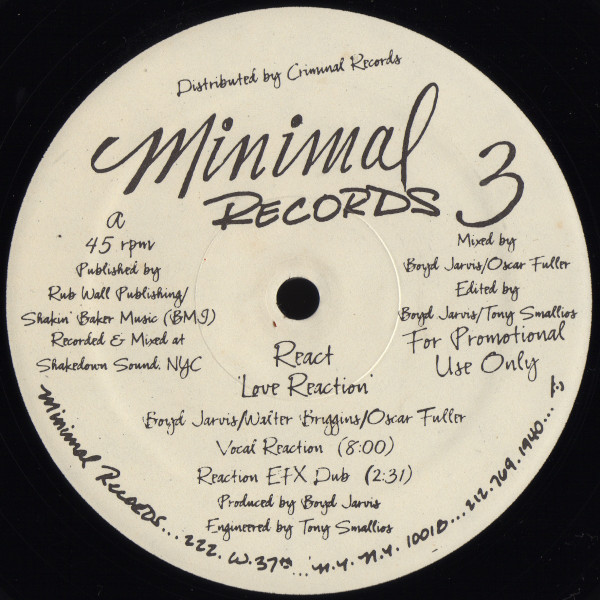 Distributed by Criminal Records
Minimal
RECORDS 3
a
45 rpm
Published by
Rub Wall Publishing/
Shakin' Baker Music (BMI)
Recorded & Mixed at
Shakedown Sound, NYC
Mixed by
Boyd Jarvis/Oscar Fuller
Edited by
Boyd Jarvis/Tony Smallios
For Promotional
Use Only
React
'Love Reaction'
Boyd Jarvis/Walter Briggins/Oscar Fuller
Vocal Reaction (8:00)
Reaction EFX Dub (2:31)
Produced by Boyd Jarvis
Engineered by Tony Smallios
Minimal Records... 222. W. 37th... N.Y. N.Y. 10018... 212.769.1940...